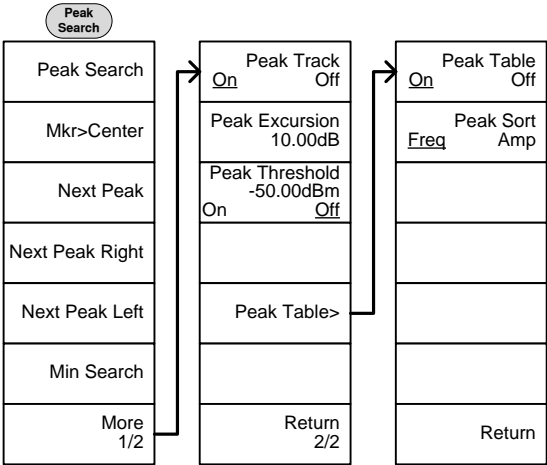 Peak
Search
Peak Search
Mkr>Center
Next Peak
Next Peak Right
Next Peak Left
Min Search
More
1/2
Peak Track
On Off
Peak Excursion
10.00dB
Peak Threshold
-50.00dBm
On Off
Peak Table>
Return
2/2
Peak Table
On Off
Peak Sort
Freq Amp
Return